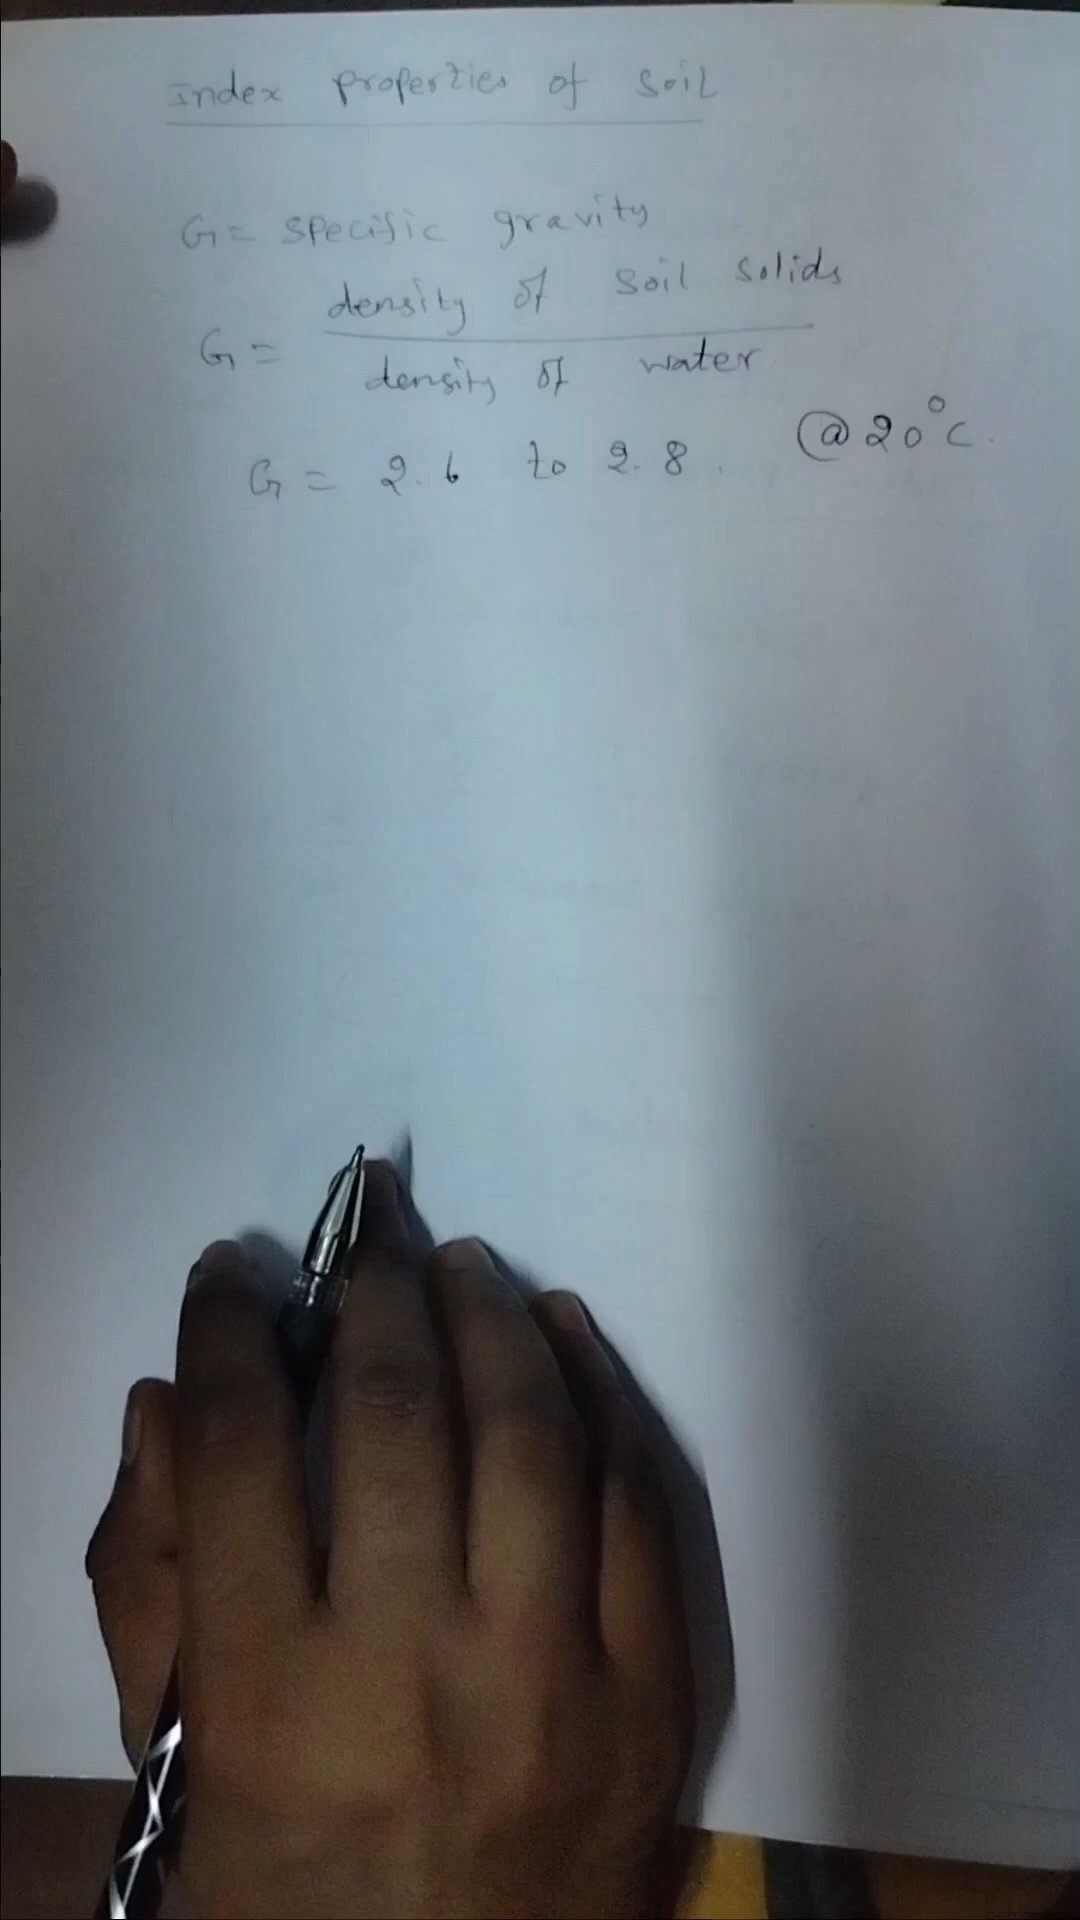 Index properties of soil
G = specific gravity
G = density of soil solids
density of water
G = 2.6 to 2.8. @ 20°C.